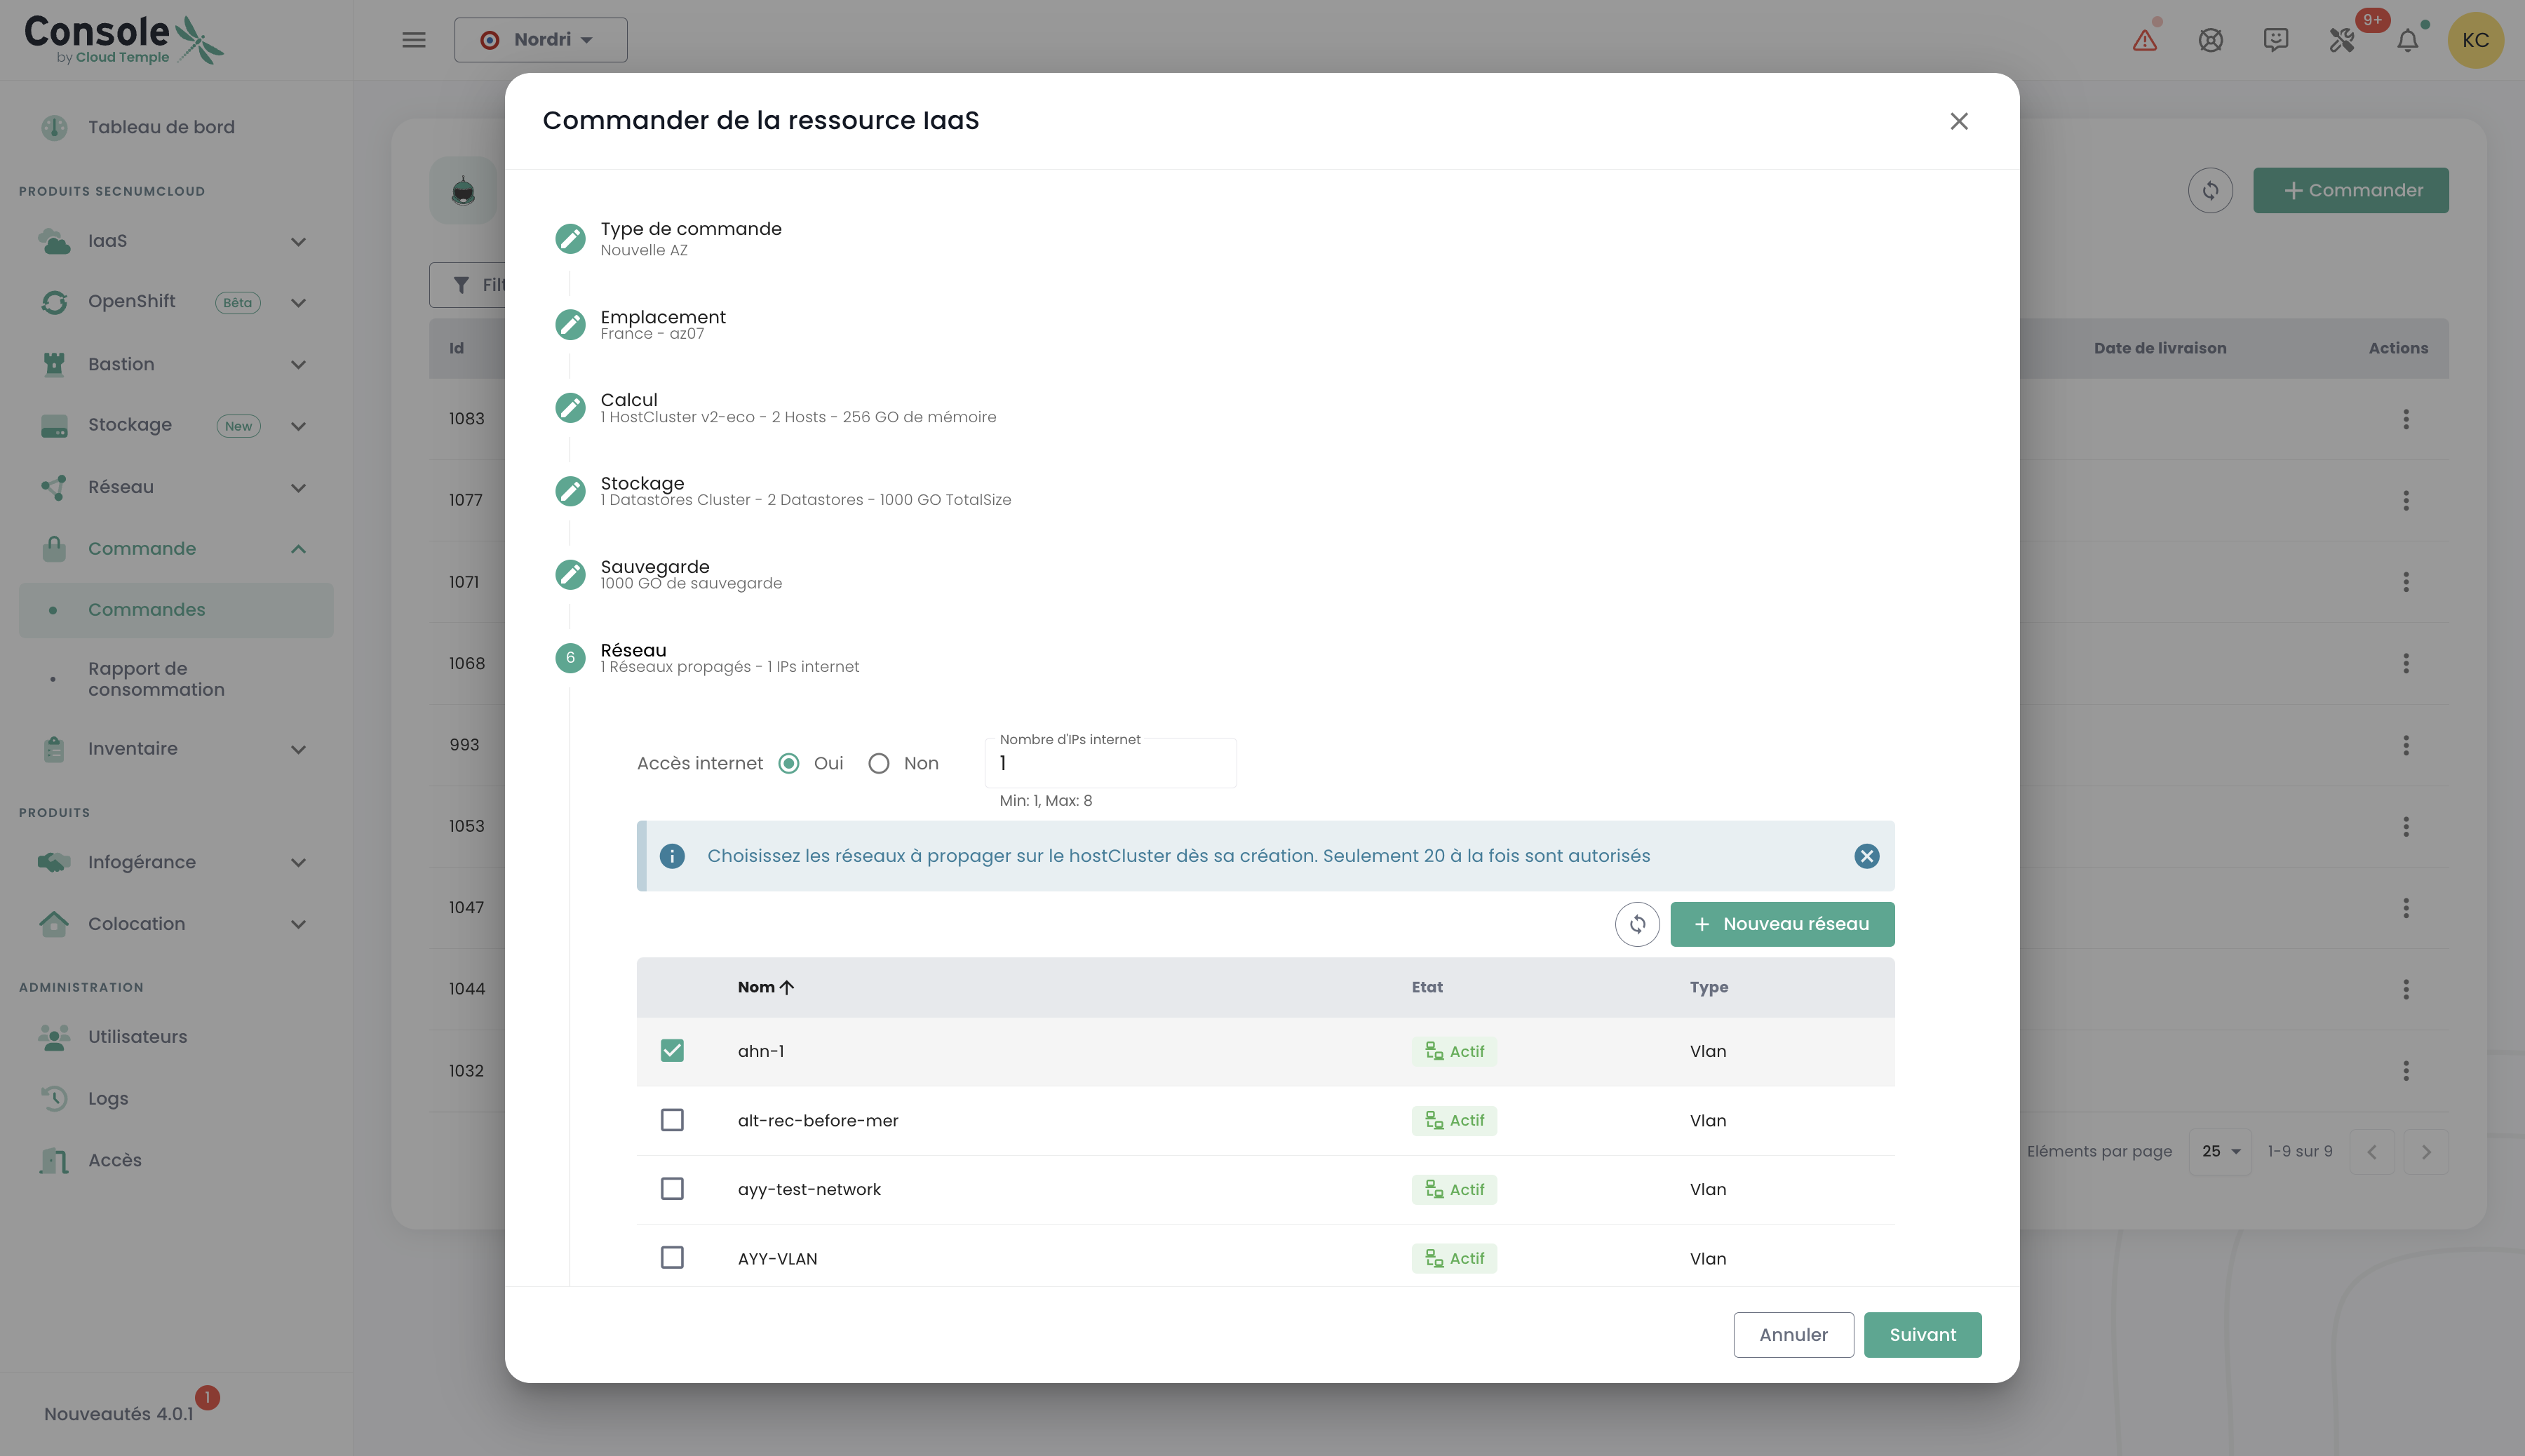 Console
by Cloud Temple
Nordri
9+
KC
Tableau de bord
PRODUITS SECNUMCLOUD
IaaS
OpenShift
Bêta
Bastion
Stockage
New
Réseau
Commande
Commandes
Rapport de
consommation
Inventaire
PRODUITS
Infogérance
Colocation
ADMINISTRATION
Utilisateurs
Logs
Accès
Nouveautés 4.0.1
1
Commander
Id
Date de livraison
Actions
1083
1077
1071
1068
993
1053
1047
1044
1032
Eléments par page
25
1-9 sur 9
Commander de la ressource IaaS
Type de commande
Nouvelle AZ
Emplacement
France - az07
Calcul
1 HostCluster v2-eco - 2 Hosts - 256 GO de mémoire
Stockage
1 Datastores Cluster - 2 Datastores - 1000 GO TotalSize
Sauvegarde
1000 GO de sauvegarde
6
Réseau
1 Réseaux propagés - 1 IPs internet
Accès internet
Oui
Non
Nombre d'IPs internet
1
Min: 1, Max: 8
Choisissez les réseaux à propager sur le hostCluster dès sa création. Seulement 20 à la fois sont autorisés
Nouveau réseau
Nom
Etat
Type
ahn-1
Actif
Vlan
alt-rec-before-mer
Actif
Vlan
ayy-test-network
Actif
Vlan
AYY-VLAN
Actif
Vlan
Annuler
Suivant